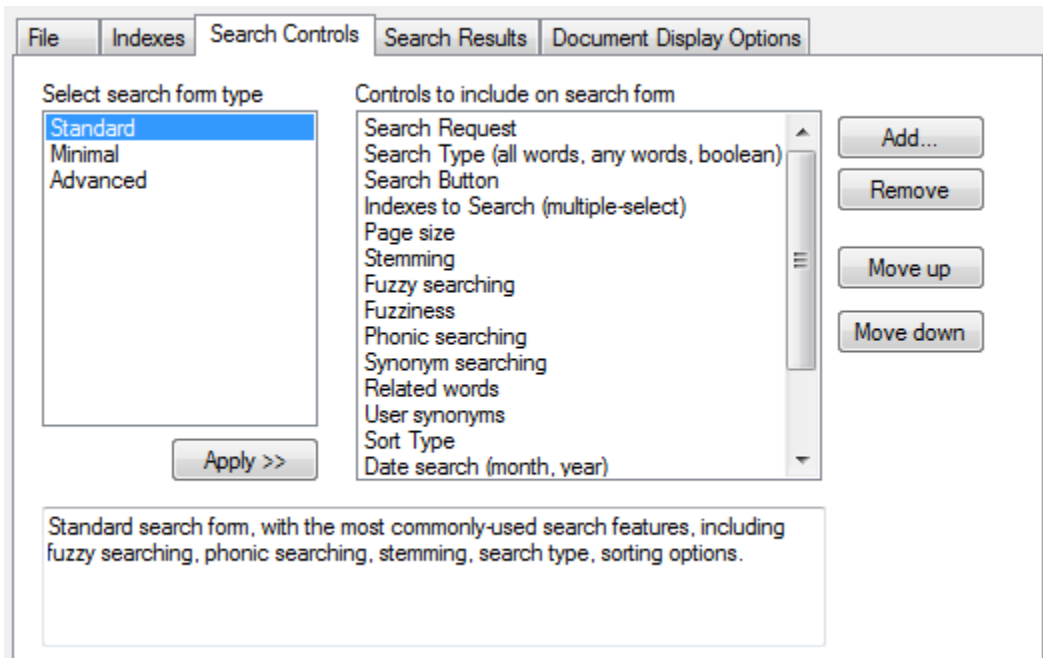 File Indexes Search Controls Search Results Document Display Options
Select search form type
Standard
Minimal
Advanced
Apply >>
Controls to include on search form
Search Request
Search Type (all words, any words, boolean)
Search Button
Indexes to Search (multiple-select)
Page size
Stemming
Fuzzy searching
Fuzziness
Phonic searching
Synonym searching
Related words
User synonyms
Sort Type
Date search (month, year)
Add...
Remove
Move up
Move down
Standard search form, with the most commonly-used search features, including
fuzzy searching, phonic searching, stemming, search type, sorting options.